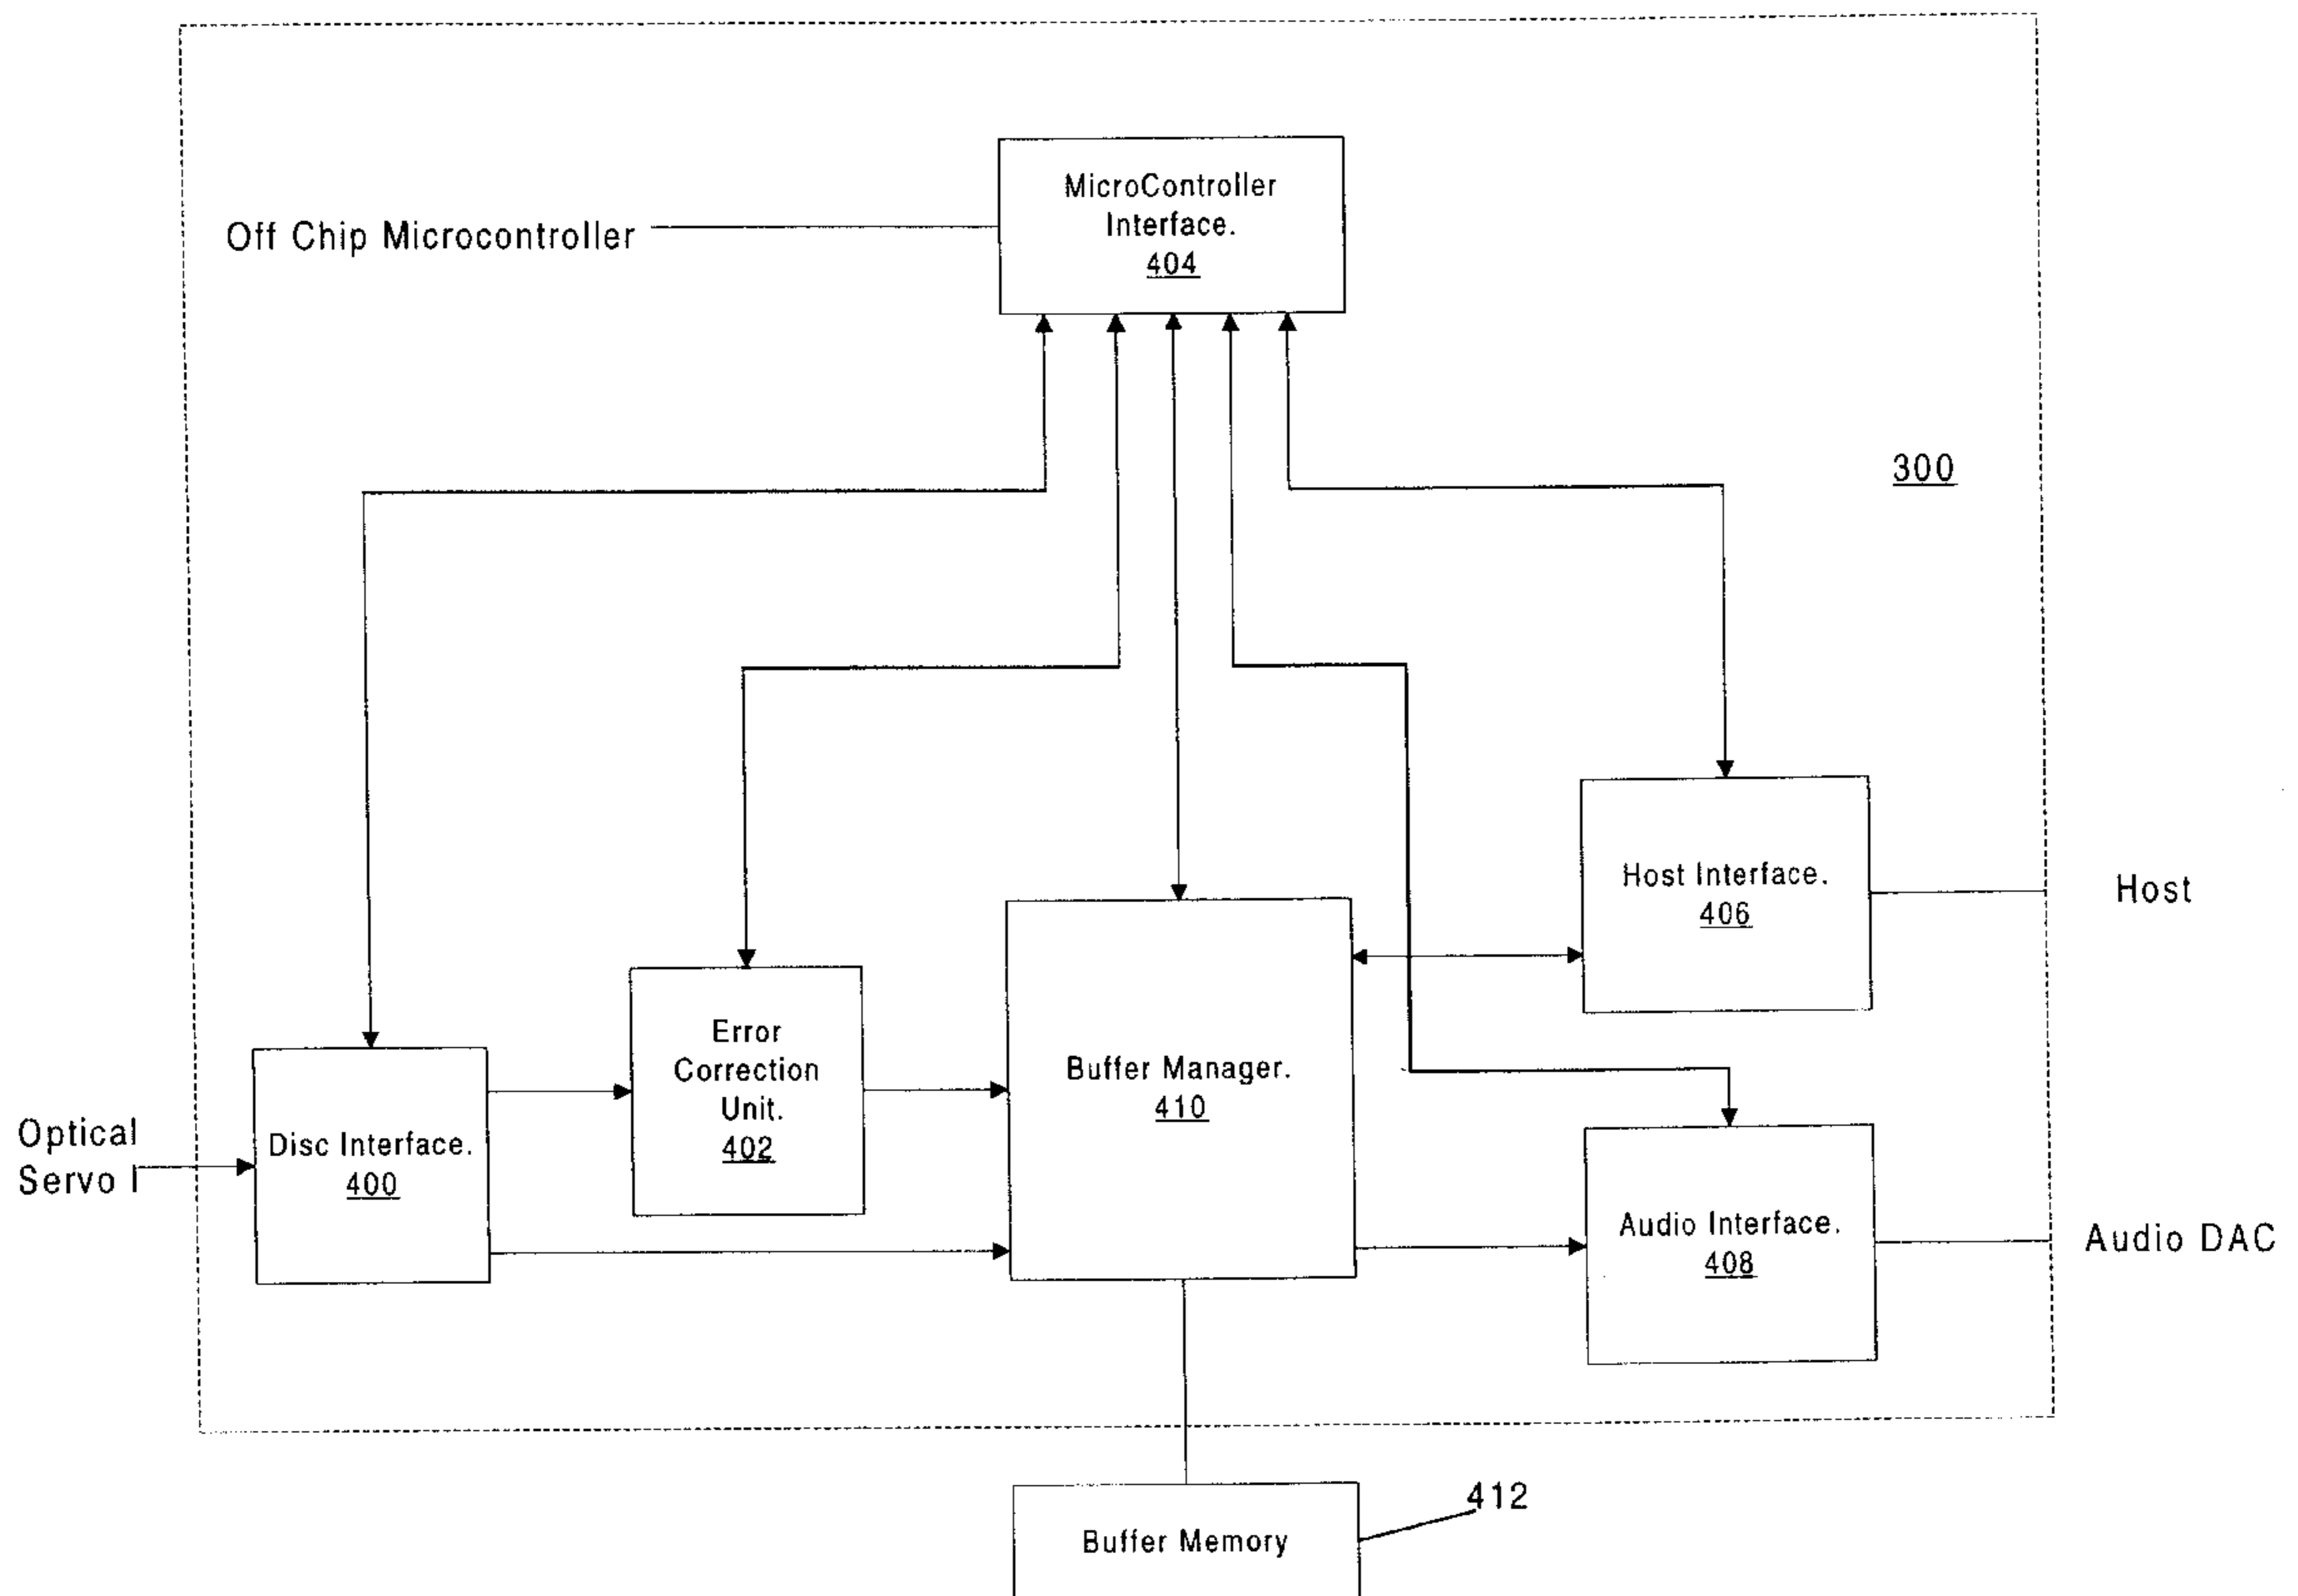 MicroController
Interface.
404
Off Chip Microcontroller
300
Host Interface.
406
Host
Error
Correction
Unit.
402
Buffer Manager.
410
Optical
Servo I
Disc Interface.
400
Audio Interface.
408
Audio DAC
412
Buffer Memory